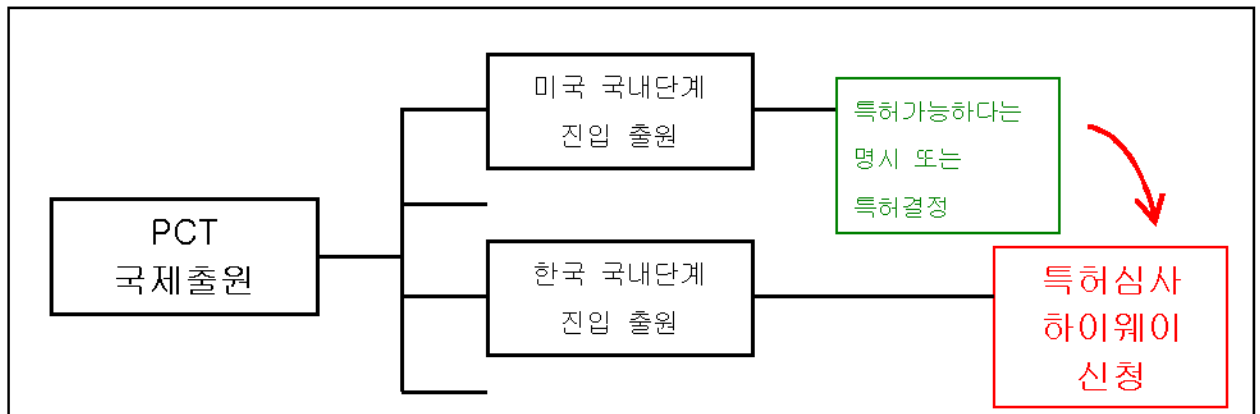 미국 국내단계
진입 출원
특허가능하다는
명시 또는
특허결정
PCT
국제출원
한국 국내단계
진입 출원
특허심사
하이웨이
신청